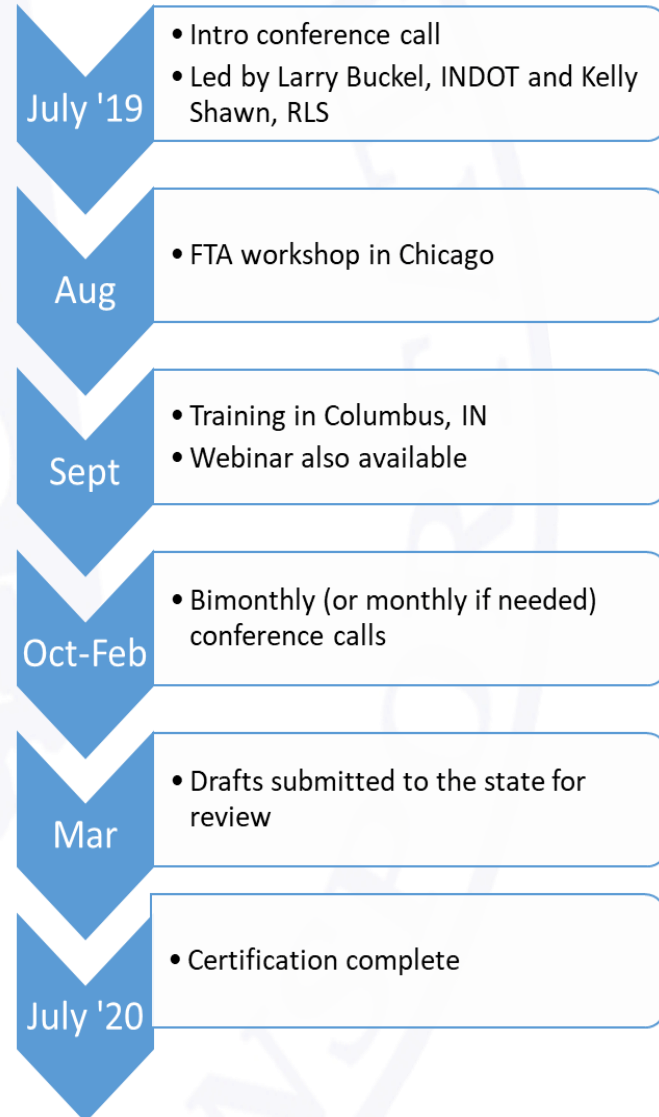 July '19
• Intro conference call
• Led by Larry Buckel, INDOT and Kelly
Shawn, RLS
Aug
• FTA workshop in Chicago
Sept
• Training in Columbus, IN
• Webinar also available
Oct-Feb
• Bimonthly (or monthly if needed)
conference calls
Mar
• Drafts submitted to the state for
review
July '20
• Certification complete